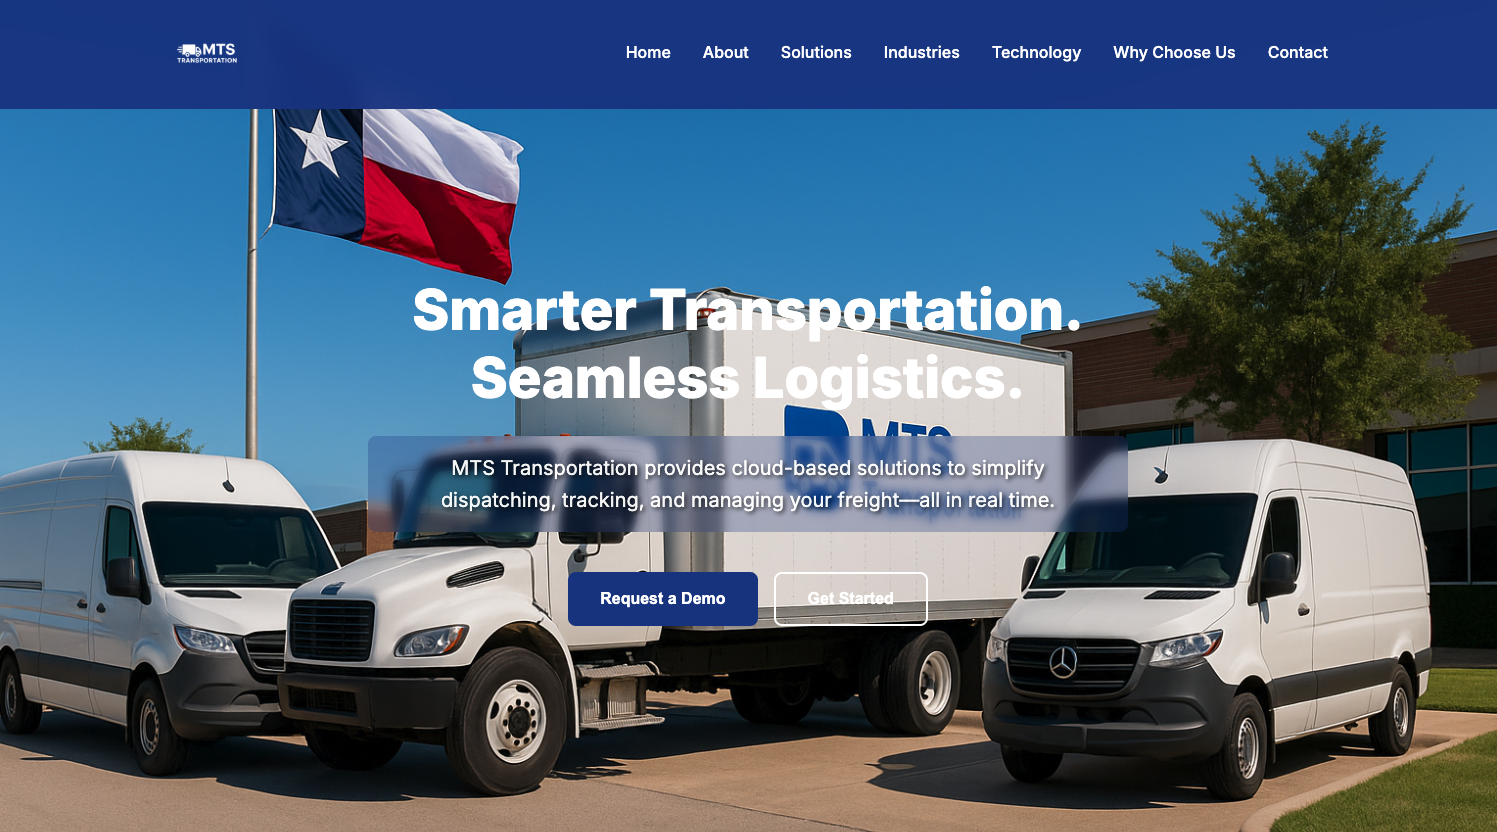 MTS
TRANSPORTATION
Home About Solutions Industries Technology Why Choose Us Contact
Smarter Transportation.
Seamless Logistics.
MTS
MTS Transportation provides cloud-based solutions to simplify
dispatching, tracking, and managing your freight—all in real time.
Request a Demo Get Started